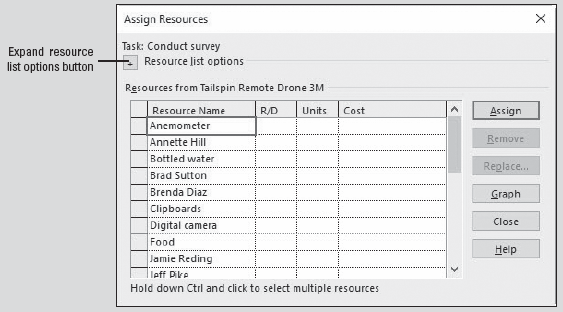 Assign Resources
Expand resource
list options button
Task: Conduct survey
+ Resource list options
Resources from Tailspin Remote Drone 3M
Resource Name R/D Units Cost
Anemometer
Annette Hill
Bottled water
Brad Sutton
Brenda Diaz
Clipboards
Digital camera
Food
Jamie Reding
Jeff Pike
Assign
Remove
Replace...
Graph
Close
Help
Hold down Ctrl and click to select multiple resources